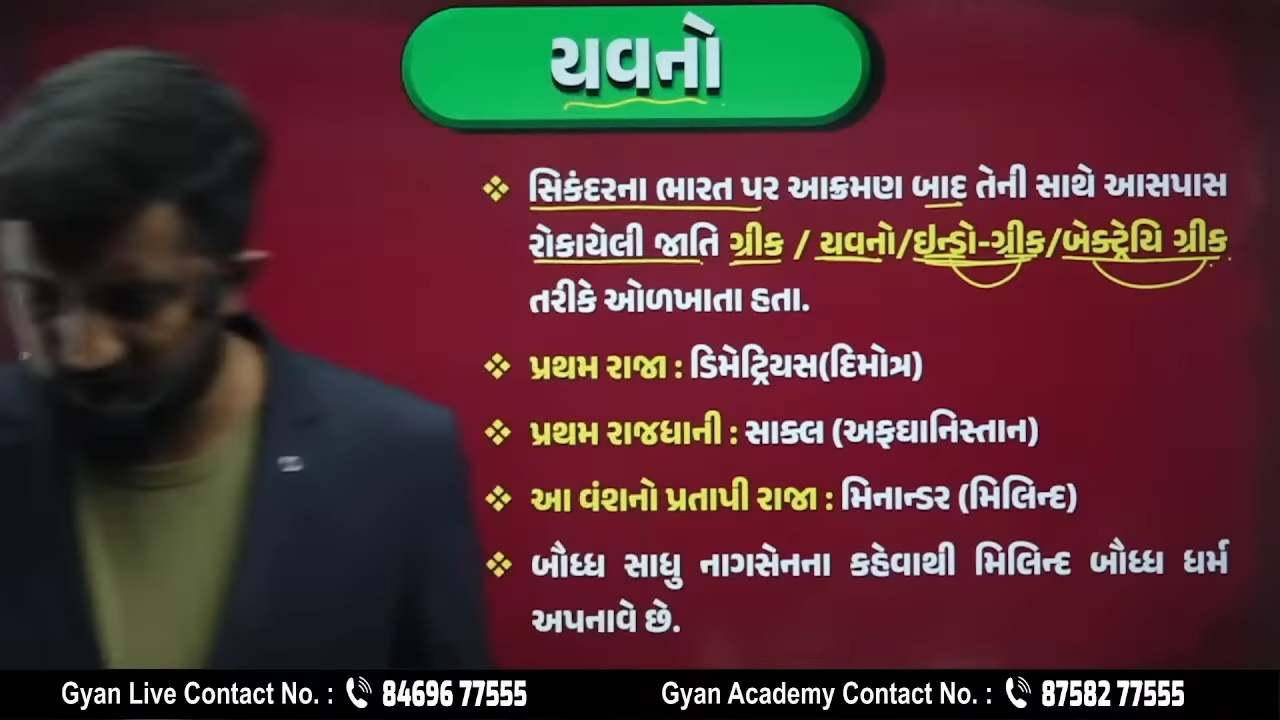 યવનો
❖ સિકંદરના ભારત પર આક્રમણ બાદ તેની સાથે આસપાસ
રોકાયેલી જાતિ ગ્રીક / યવનો/ઇન્ડો-ગ્રીક/બેક્ટ્રેયિ ગ્રીક
તરીકે ઓળખાતા હતા.
❖ પ્રથમ રાજા : ડિમેટ્રિયસ(દિમોત્ર)
❖ પ્રથમ રાજધાની : સાક્લ (અફઘાનિસ્તાન)
❖ આ વંશનો પ્રતાપી રાજા : મિનાન્ડર (મિલિન્દ)
❖ બૌધ્ધ સાધુ નાગસેનના કહેવાથી મિલિન્દ બૌધ્ધ ધર્મ
અપનાવે છે.
Gyan Live Contact No. : 84696 77555
Gyan Academy Contact No. : 87582 77555